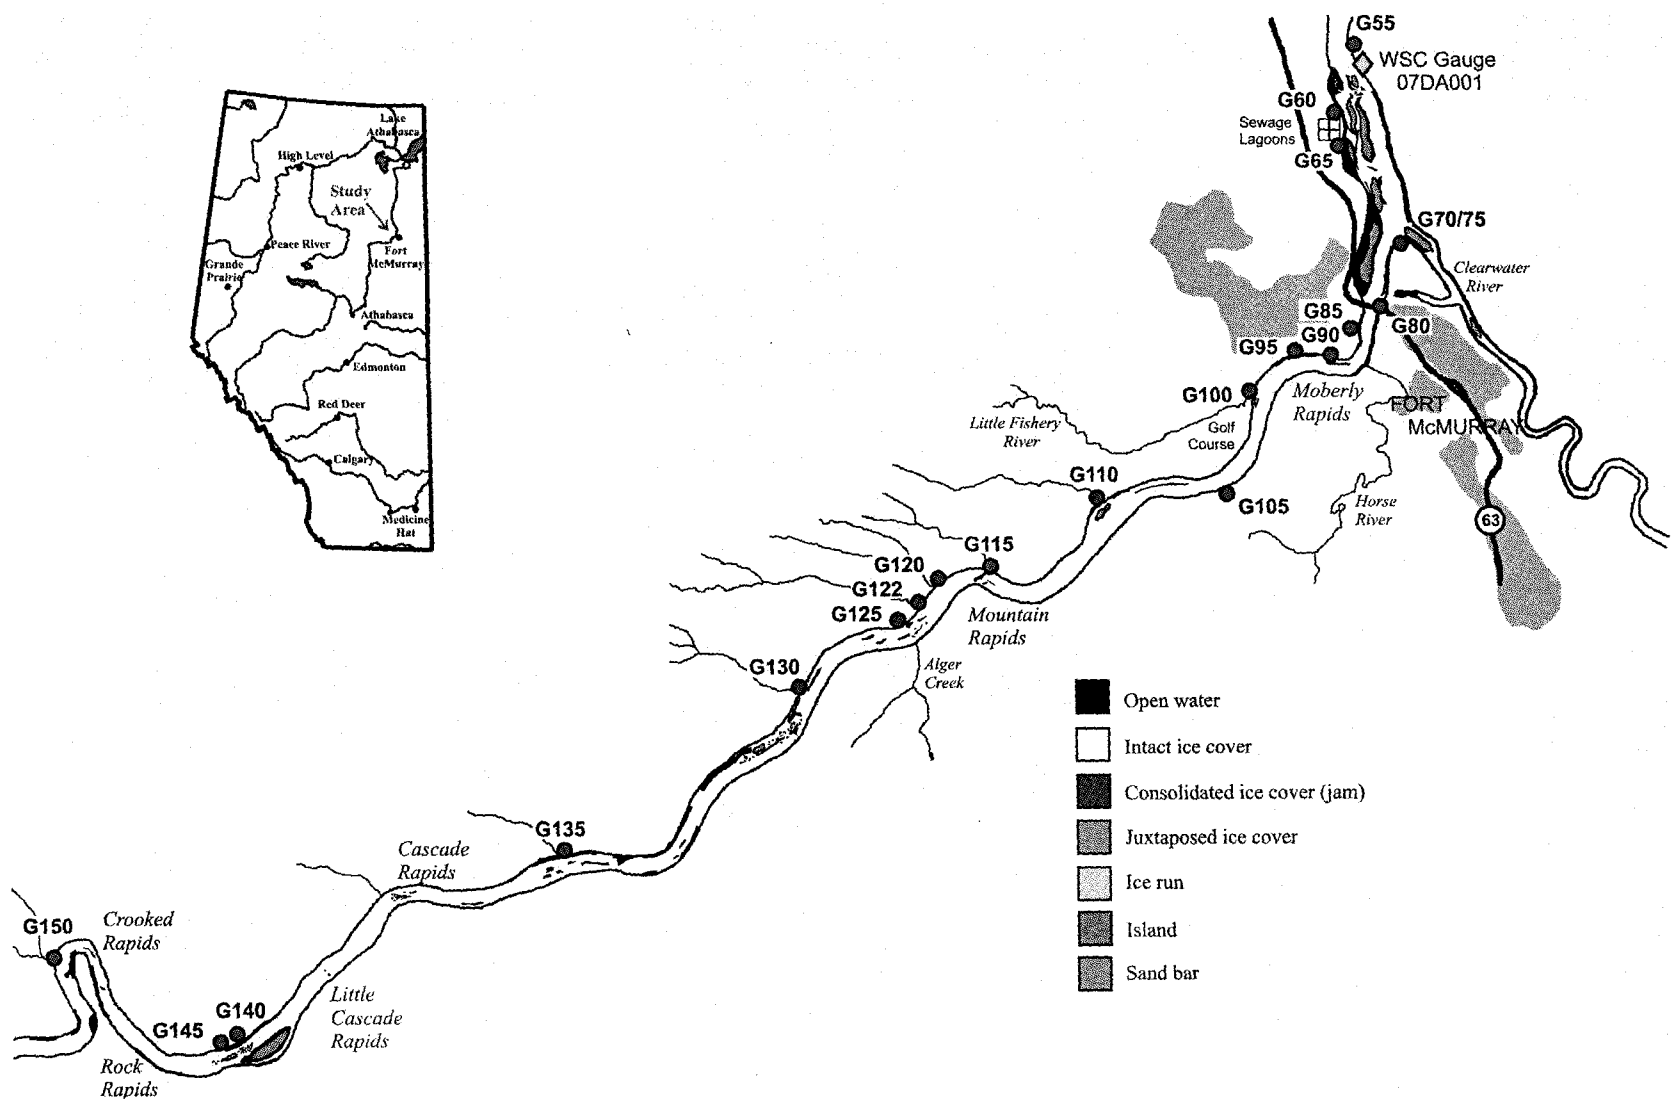 G55
WSC Gauge
07DA001
G60
Sewage
Lagoons
G65
G70/75
Clearwater
River
G85
G80
G90
G95
G100
Moberly
Rapids
FORT
McMURRAY
Little Fishery
River
Golf
Course
G110
G105
Horse
River
63
G115
G120
G122
G125
Mountain
Rapids
G130
Alger
Creek
G135
Cascade
Rapids
G150
Crooked
Rapids
Little
Cascade
Rapids
G140
G145
Rock
Rapids
Lake
Athabasca
High Level
Study
Area
Peace River
Fort
McMurray
Grande
Prairie
Athabasca
Edmonton
Red Deer
Calgary
Medicine
Hat
Open water
Intact ice cover
Consolidated ice cover (jam)
Juxtaposed ice cover
Ice run
Island
Sand bar